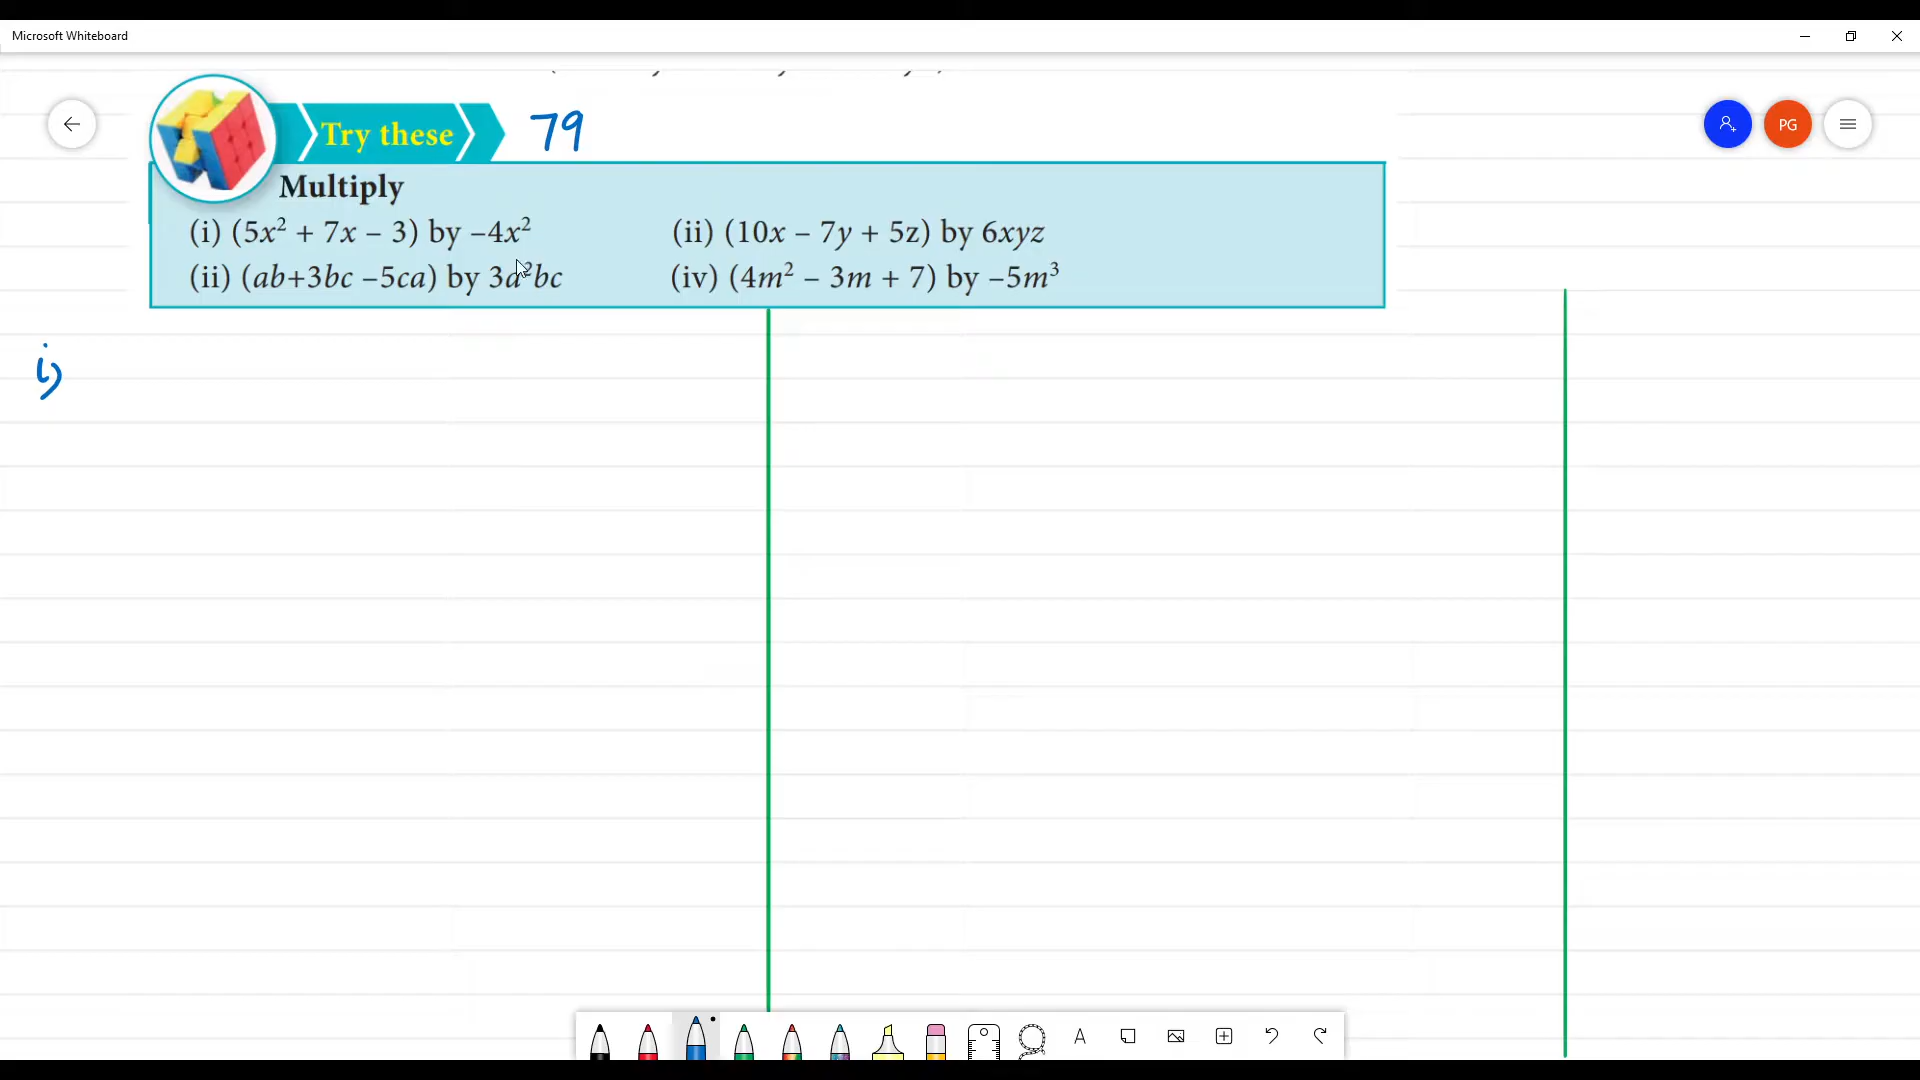 Microsoft Whiteboard
Try these 79
PG
Multiply
(i) (5x² + 7x – 3) by –4x² (ii) (10x – 7y + 5z) by 6xyz
(ii) (ab+3bc –5ca) by 3a²bc (iv) (4m² – 3m + 7) by –5m³
i)
A